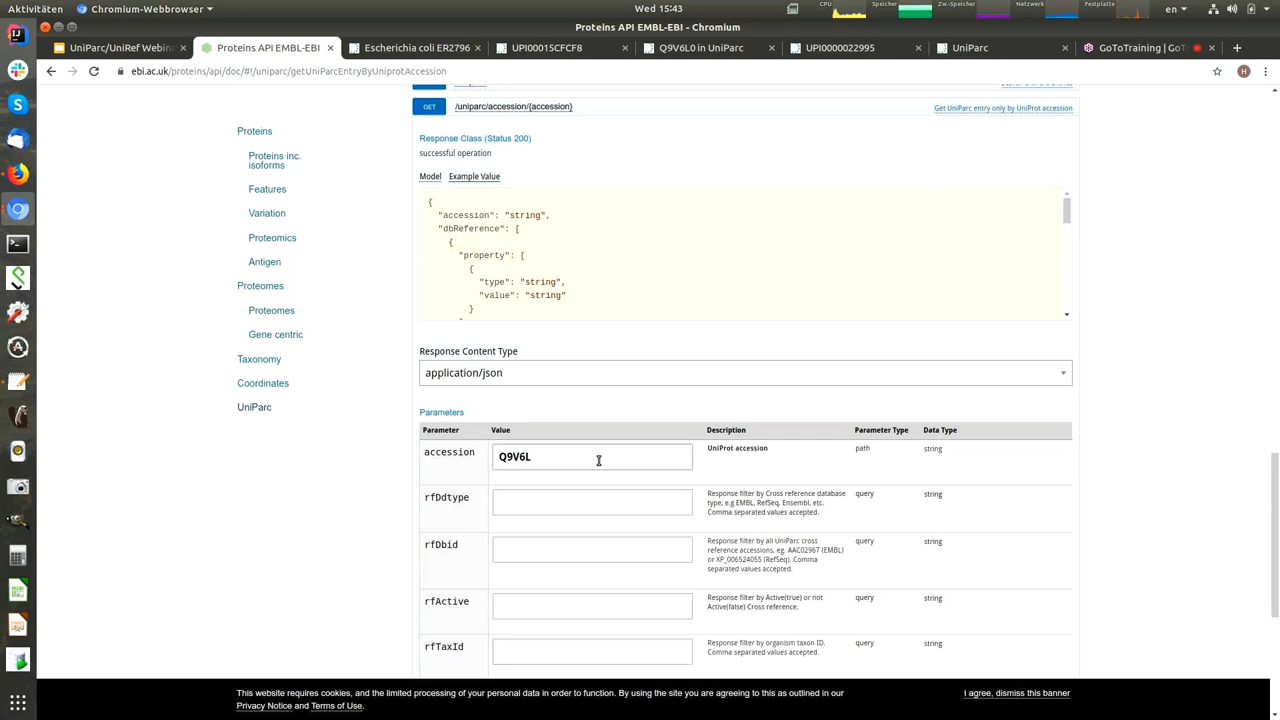 Aktivitäten
Chromium-Webbrowser
Wed 15:43
CPU
Speicher
Zw.-Speicher
Netzwerk
Festplatte
en
Proteins API EMBL-EBI - Chromium
UniParc/UniRef Webin
Proteins API EMBL-EBI
Escherichia coli ER2796
UPI00015CFCF8
Q9V6L0 in UniParc
UPI0000022995
UniParc
GoToTraining | GoTo
ebi.ac.uk/proteins/api/doc/#!/uniparc/getUniParcEntryByUniprotAccession
H
GET /uniparc/accession/{accession}
Get UniParc entry only by UniProt accession
Proteins
Proteins inc.
isoforms
Features
Variation
Proteomics
Antigen
Proteomes
Proteomes
Gene centric
Taxonomy
Coordinates
UniParc
Response Class (Status 200)
successful operation
Model Example Value
{
"accession": "string",
"dbReference": [
{
"property": [
{
"type": "string",
"value": "string"
}
Response Content Type
application/json
Parameters
Parameter Value Description Parameter Type Data Type
accession Q9V6L UniProt accession path string
rfDdtype Response filter by Cross reference database query string
type, e.g EMBL, RefSeq, Ensembl, etc.
Comma separated values accepted.
rfDbid Response filter by all UniParc cross query string
reference accessions, eg. AAC02967 (EMBL)
or XP_006524055 (RefSeq). Comma
separated values accepted.
rfActive Response filter by Active(true) or not query string
Active(false) Cross reference.
rfTaxId Response filter by organism taxon ID. query string
Comma separated values accepted.
This website requires cookies, and the limited processing of your personal data in order to function. By using the site you are agreeing to this as outlined in our
Privacy Notice and Terms of Use.
I agree, dismiss this banner